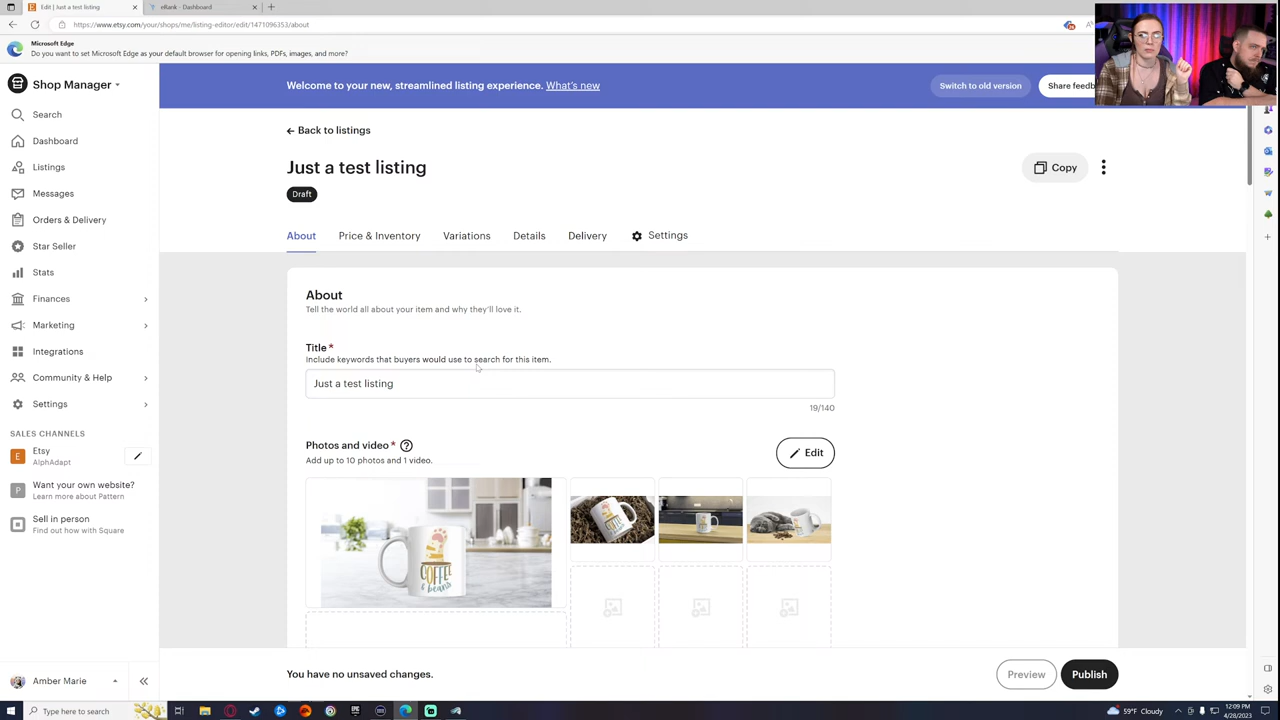 Edit | Just a test listing
eRank - Dashboard
https://www.etsy.com/your/shops/me/listing-editor/edit/1471096353/about
Microsoft Edge
Do you want to set Microsoft Edge as your default browser for opening links, PDFs, images, and more?
Shop Manager
Search
Dashboard
Listings
Messages
Orders & Delivery
Star Seller
Stats
Finances
Marketing
Integrations
Community & Help
Settings
SALES CHANNELS
E
Etsy
AlphAdapt
P
Want your own website?
Learn more about Pattern
Sell in person
Find out how with Square
Amber Marie
Welcome to your new, streamlined listing experience. What's new
Switch to old version
Share feedb
Back to listings
Just a test listing
Copy
Draft
About
Price & Inventory
Variations
Details
Delivery
Settings
About
Tell the world all about your item and why they'll love it.
Title *
Include keywords that buyers would use to search for this item.
Just a test listing
19/140
Photos and video *
Edit
Add up to 10 photos and 1 video.
COFFEE
& beans
You have no unsaved changes.
Preview
Publish
Type here to search
59°F Cloudy
12:09 PM
4/28/2023